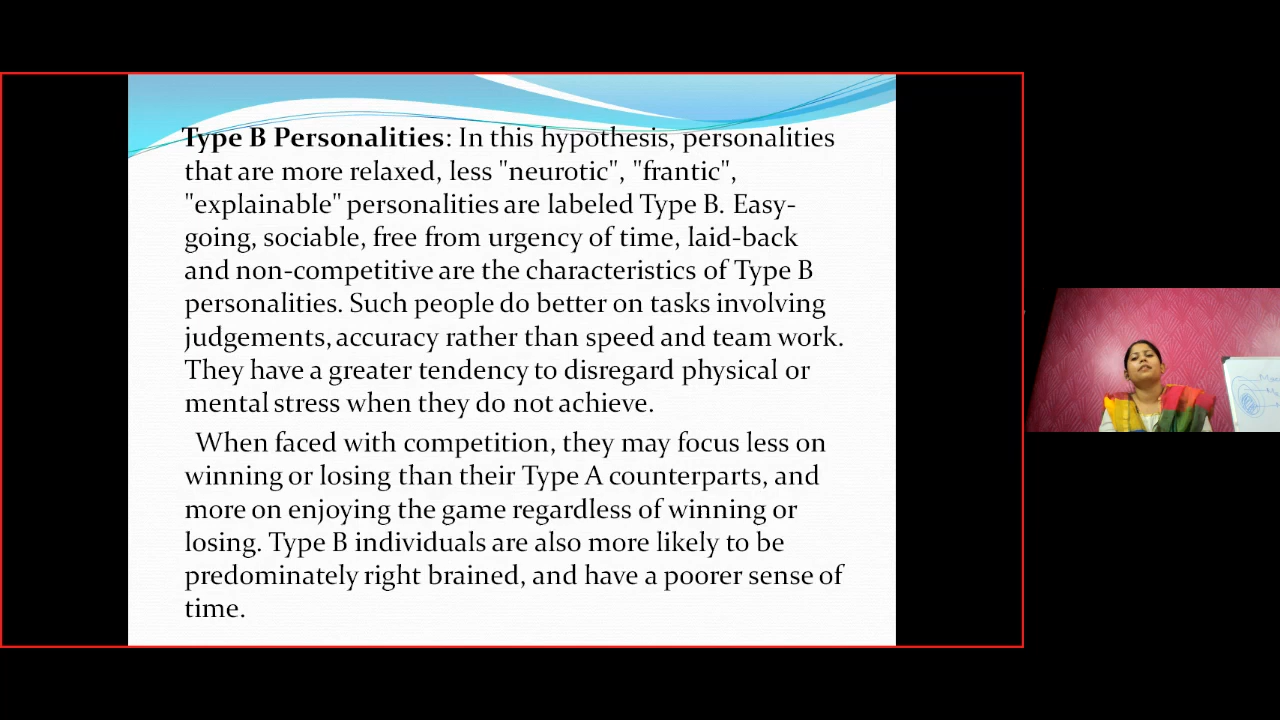 Type B Personalities: In this hypothesis, personalities
that are more relaxed, less "neurotic", "frantic",
"explainable" personalities are labeled Type B. Easy-
going, sociable, free from urgency of time, laid-back
and non-competitive are the characteristics of Type B
personalities. Such people do better on tasks involving
judgements, accuracy rather than speed and team work.
They have a greater tendency to disregard physical or
mental stress when they do not achieve.
When faced with competition, they may focus less on
winning or losing than their Type A counterparts, and
more on enjoying the game regardless of winning or
losing. Type B individuals are also more likely to be
predominately right brained, and have a poorer sense of
time.